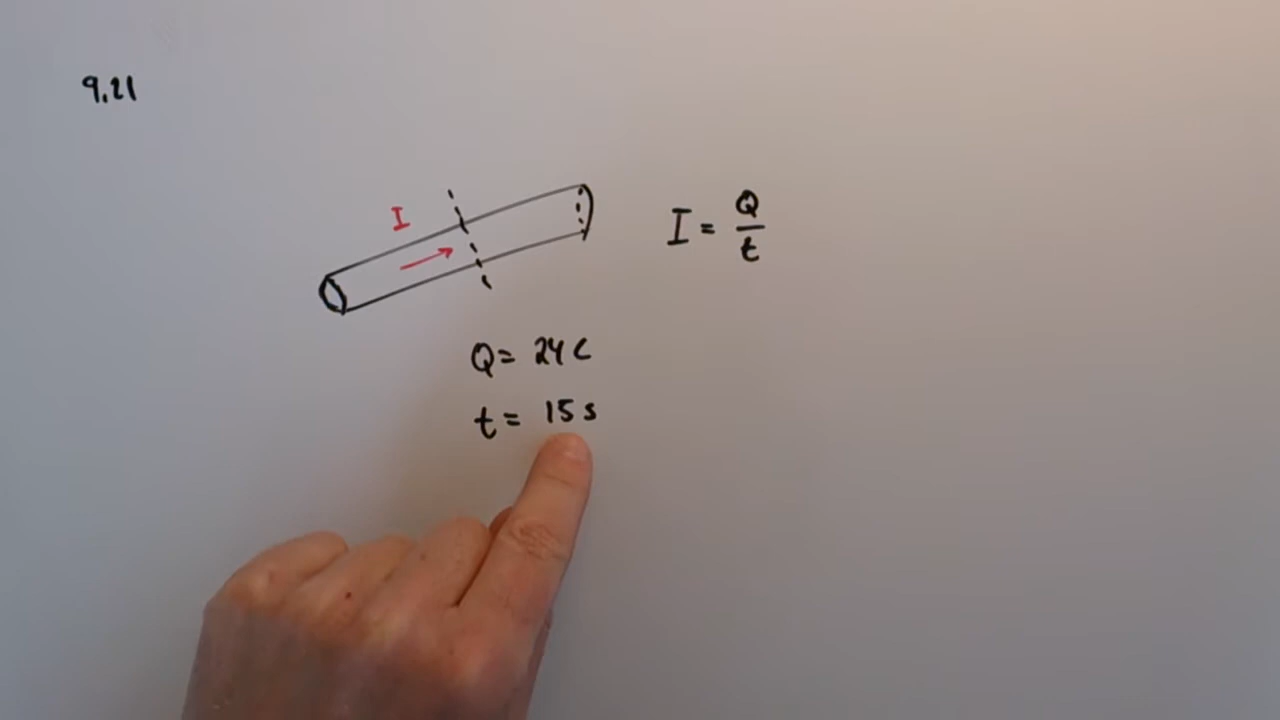 9.21
I
I = Q/t
Q = 24 C
t = 15 s